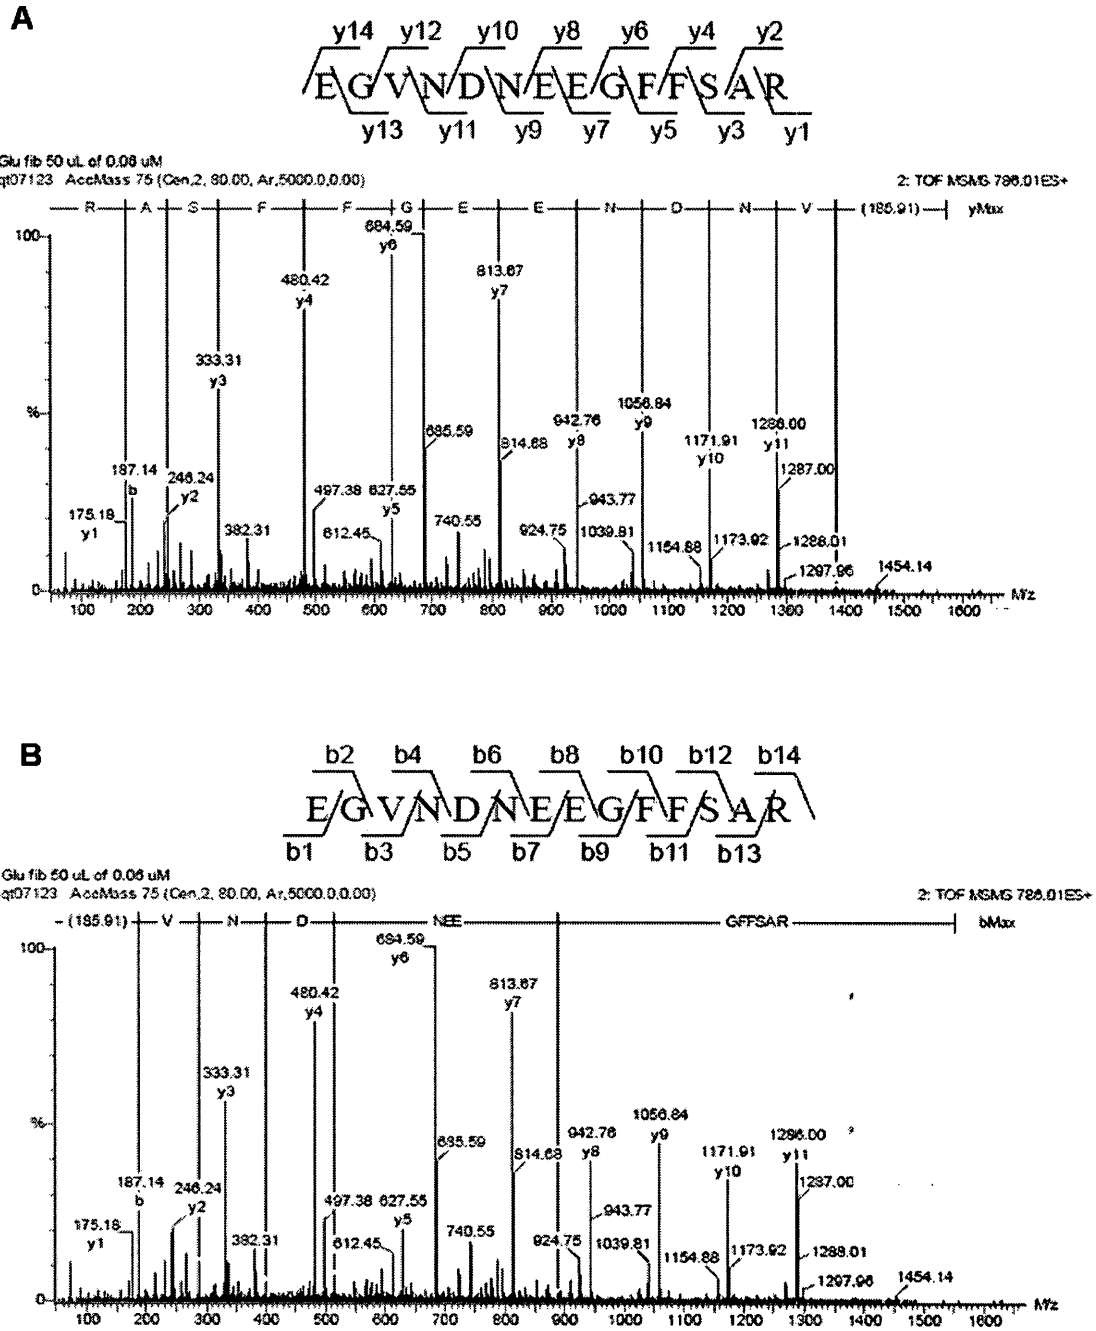 A
y14 y12 y10 y8 y6 y4 y2
EGVNDNEEGFFSAR
y13 y11 y9 y7 y5 y3 y1
Glu fib 50 uL of 0.06 uM
qt07123 AccMass 75 (Cen,2, 80.00, Ar,5000.0,0.00)
2: TOF MSMS 786.01ES+
R A S F F G E E N D N V (185.91) yMax
100
684.59
y6
813.67
y7
480.42
y4
333.31
y3
%
1056.84
y9
942.76
y8
1286.00
y11
1171.91
y10
685.59
814.68
187.14
b
246.24
y2
1287.00
497.38
627.55
y5
943.77
175.18
y1
382.31
612.45
740.55
924.75
1039.81
1154.88
1173.92
1288.01
1297.96
1454.14
0
100 200 300 400 500 600 700 800 900 1000 1100 1200 1300 1400 1500 1600 M/z
B
b2 b4 b6 b8 b10 b12 b14
EGVNDNEEGFFSAR
b1 b3 b5 b7 b9 b11 b13
Glu fib 50 uL of 0.06 uM
qt07123 AccMass 75 (Cen,2, 80.00, Ar,5000.0,0.00)
2: TOF MSMS 786.01ES+
(185.91) V N D NEE GFFSAR bMax
100
684.59
y6
813.67
y7
480.42
y4
333.31
y3
%
1056.84
y9
942.76
y8
1286.00
y11
1171.91
y10
685.59
814.68
187.14
b
246.24
y2
1287.00
497.38
627.55
y5
943.77
175.18
y1
382.31
612.45
740.55
924.75
1039.81
1154.88
1173.92
1288.01
1297.96
1454.14
0
100 200 300 400 500 600 700 800 900 1000 1100 1200 1300 1400 1500 1600 M/z